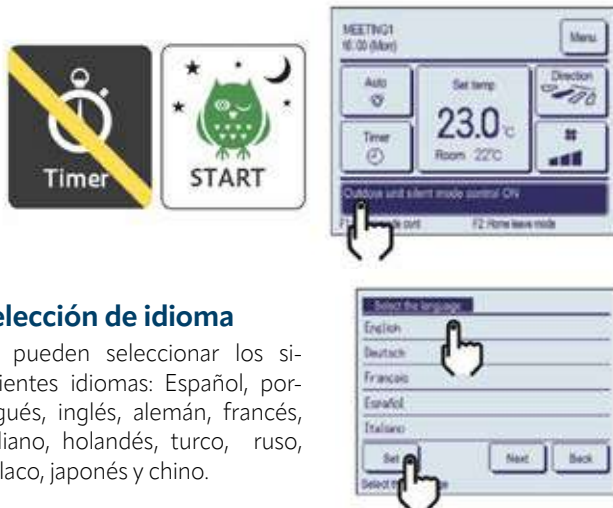 Timer
START
MEETING1
16:00 (Mon)
Menu
Auto
Set temp
Direction
Timer
23.0 °C
Room 22°C
Outdoor unit silent mode control ON
F2: Home leave mode
elección de idioma
pueden seleccionar los si-
ientes idiomas: Español, por-
gués, inglés, alemán, francés,
liano, holandés, turco, ruso,
laco, japonés y chino.
Select the language
English
Deutsch
Français
Español
Italiano
Set
Next
Back